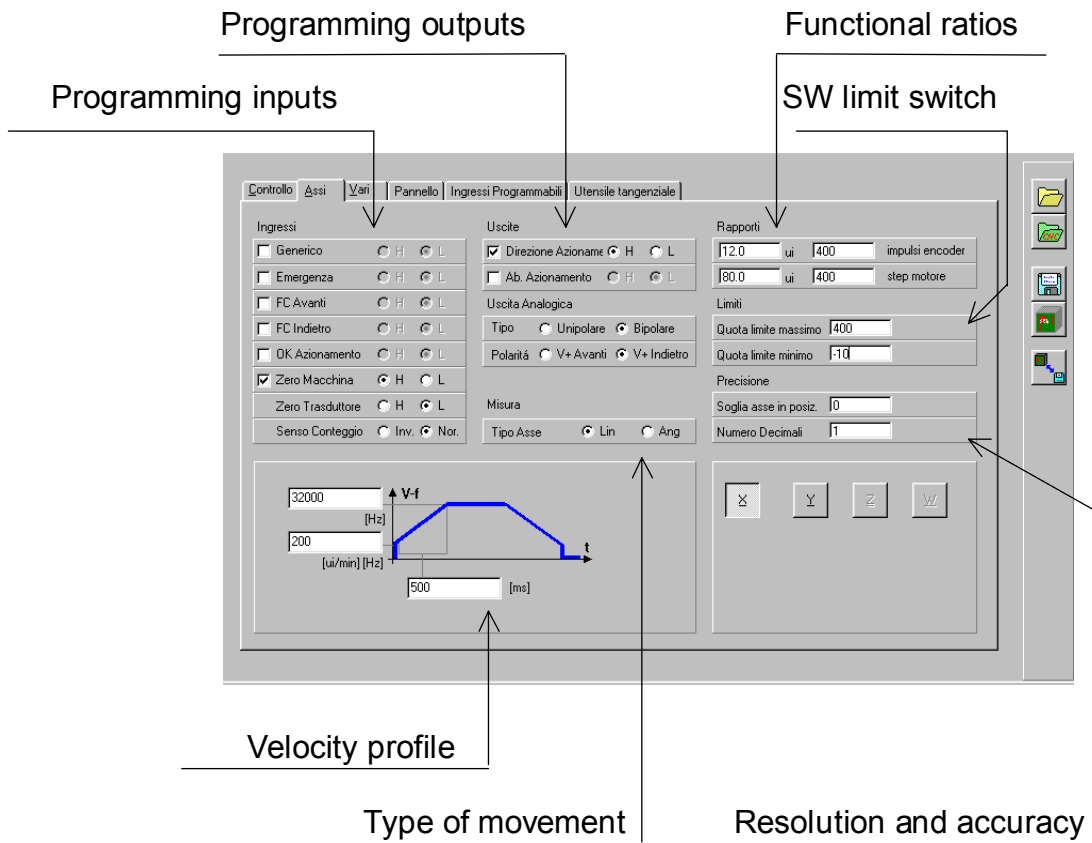 Programming outputs
Functional ratios
Programming inputs
SW limit switch
Controllo Assi Vari Pannello Ingressi Programmabili Utensile tangenziale
Ingressi
Generico H L
Emergenza H L
FC Avanti H L
FC Indietro H L
OK Azionamento H L
Zero Macchina H L
Zero Trasduttore H L
Senso Conteggio Inv. Nor.
Uscite
Direzione Azioname H L
Ab. Azionamento H L
Uscita Analogica
Tipo Unipolare Bipolare
Polaritá V+ Avanti V+ Indietro
Misura
Tipo Asse Lin Ang
Rapporti
12.0 ui 400 impulsi encoder
80.0 ui 400 step motore
Limiti
Quota limite massimo 400
Quota limite minimo -10
Precisione
Soglia asse in posiz. 0
Numero Decimali 1
32000 V-f
[Hz]
200
[ui/min] [Hz]
t
500 [ms]
X Y Z W
CNC
Velocity profile
Type of movement
Resolution and accuracy